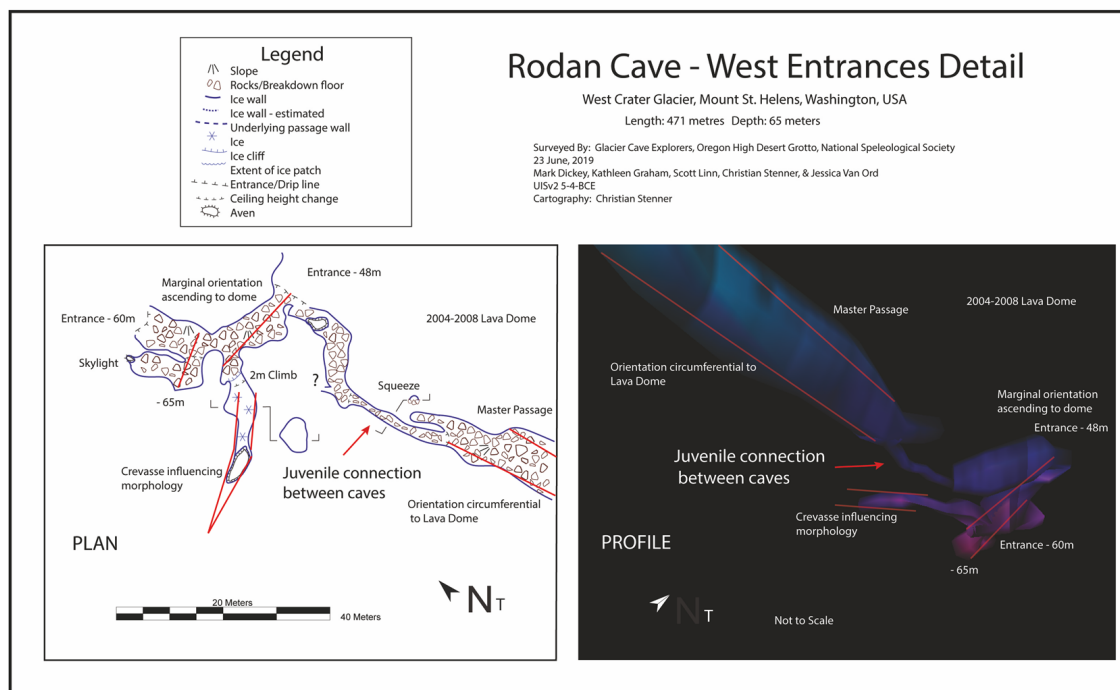 Legend
Slope
Rocks/Breakdown floor
Ice wall
Ice wall - estimated
Underlying passage wall
Ice
Ice cliff
Extent of ice patch
Entrance/Drip line
Ceiling height change
Aven
Rodan Cave - West Entrances Detail
West Crater Glacier, Mount St. Helens, Washington, USA
Length: 471 metres Depth: 65 meters
Surveyed By: Glacier Cave Explorers, Oregon High Desert Grotto, National Speleological Society
23 June, 2019
Mark Dickey, Kathleen Graham, Scott Linn, Christian Stenner, & Jessica Van Ord
UISv2 5-4-BCE
Cartography: Christian Stenner
Entrance - 48m
Marginal orientation
ascending to dome
Entrance - 60m
2004-2008 Lava Dome
Skylight
2m Climb
?
Squeeze
- 65m
Master Passage
Crevasse influencing
morphology
Juvenile connection
between caves
Orientation circumferential
to Lava Dome
PLAN
20 Meters
40 Meters
NT
Master Passage
2004-2008 Lava Dome
Orientation circumferential to
Lava Dome
Marginal orientation
ascending to dome
Entrance - 48m
Juvenile connection
between caves
Crevasse influencing
morphology
PROFILE
Entrance - 60m
- 65m
NT
Not to Scale